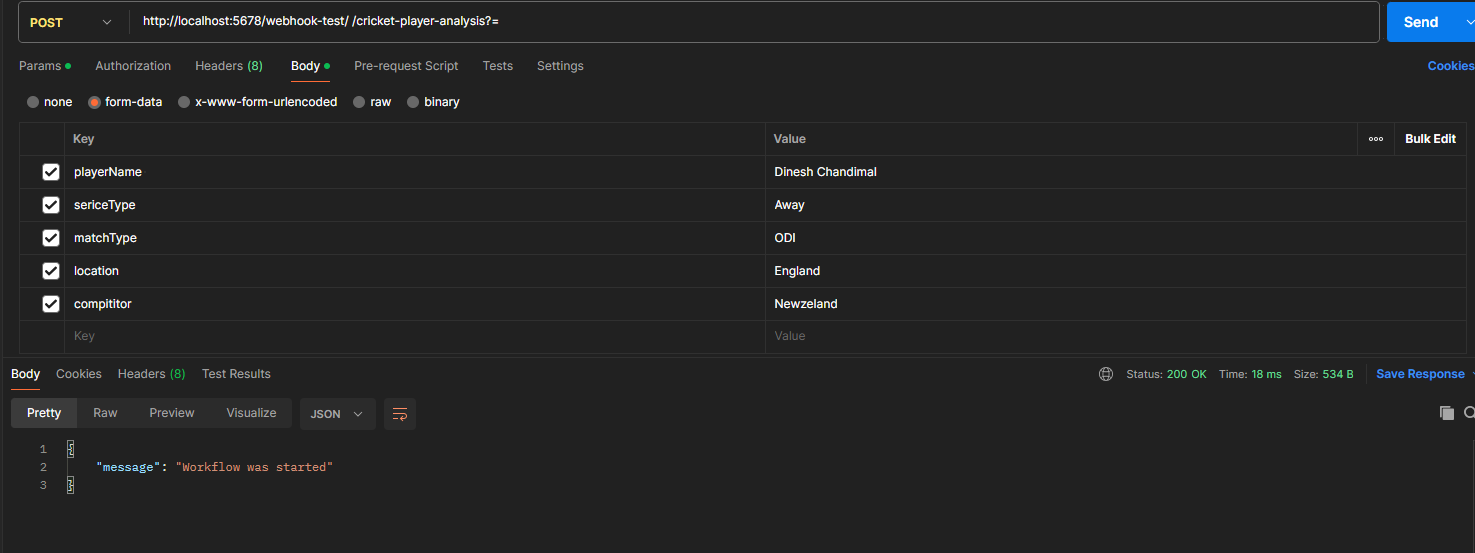 POST http://localhost:5678/webhook-test/ /cricket-player-analysis?= Send
Params Authorization Headers (8) Body Pre-request Script Tests Settings Cookies
none form-data x-www-form-urlencoded raw binary
Key Value Bulk Edit
playerName Dinesh Chandimal
sericeType Away
matchType ODI
location England
compititor Newzeland
Key Value
Body Cookies Headers (8) Test Results Status: 200 OK Time: 18 ms Size: 534 B Save Response
Pretty Raw Preview Visualize JSON
1 {
2 "message": "Workflow was started"
3 }